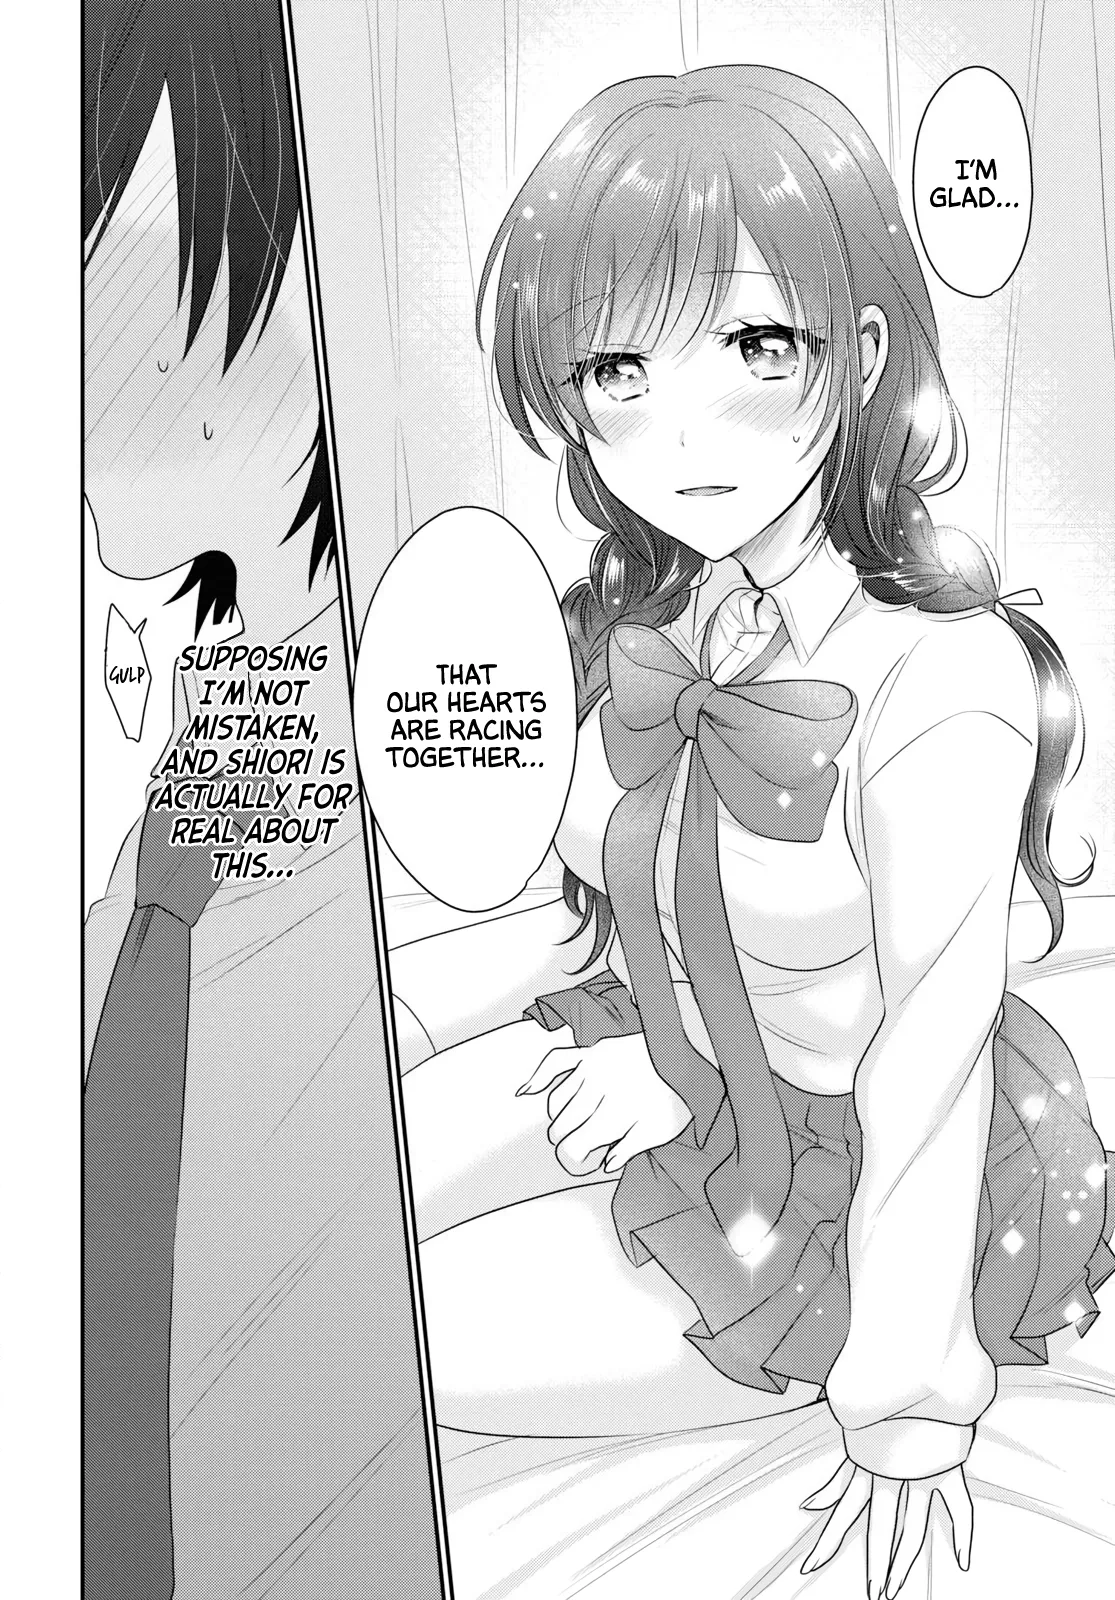 I'M
GLAD...
THAT
OUR HEARTS
ARE RACING
TOGETHER...
GULP
SUPPOSING
I'M NOT
MISTAKEN,
AND SHIORI IS
ACTUALLY FOR
REAL ABOUT
THIS...